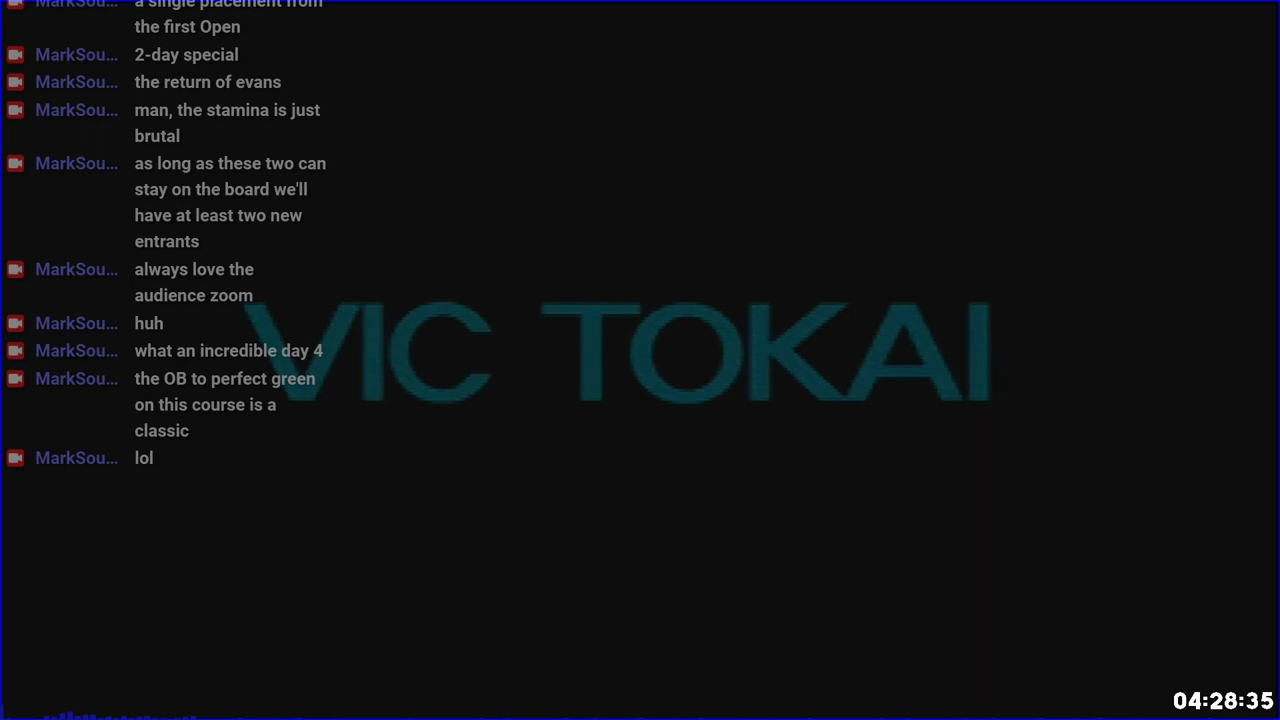 a single placement from
the first Open
MarkSou... 2-day special
MarkSou... the return of evans
MarkSou... man, the stamina is just
brutal
MarkSou... as long as these two can
stay on the board we'll
have at least two new
entrants
MarkSou... always love the
audience zoom
MarkSou... huh
MarkSou... what an incredible day 4
MarkSou... the OB to perfect green
on this course is a
classic
MarkSou... lol
VIC TOKAI
04:28:35